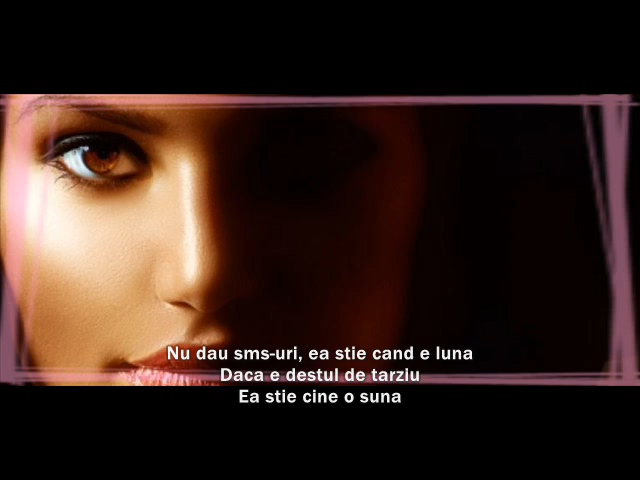 Nu dau sms-uri, ea stie cand e luna
Daca e destul de tarziu
Ea stie cine o suna